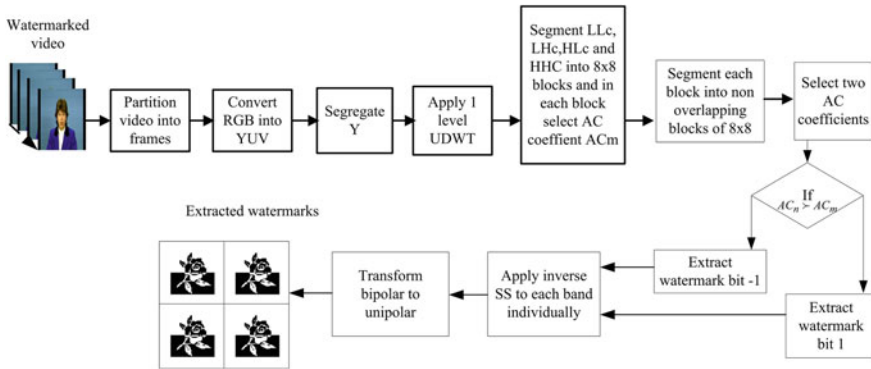 Watermarked
video
Partition
video into
frames
Convert
RGB into
YUV
Segregate
Y
Apply 1
level
UDWT
Segment LLc,
LHc,HLc and
HHC into 8x8
blocks and in
each block
select AC
coeffient ACm
Segment each
block into non
overlapping
blocks of 8x8
Select two
AC
coefficients
If
ACn ≻ ACm
Extract
watermark bit -1
Extract
watermark
bit 1
Apply inverse
SS to each band
individually
Transform
bipolar to
unipolar
Extracted watermarks